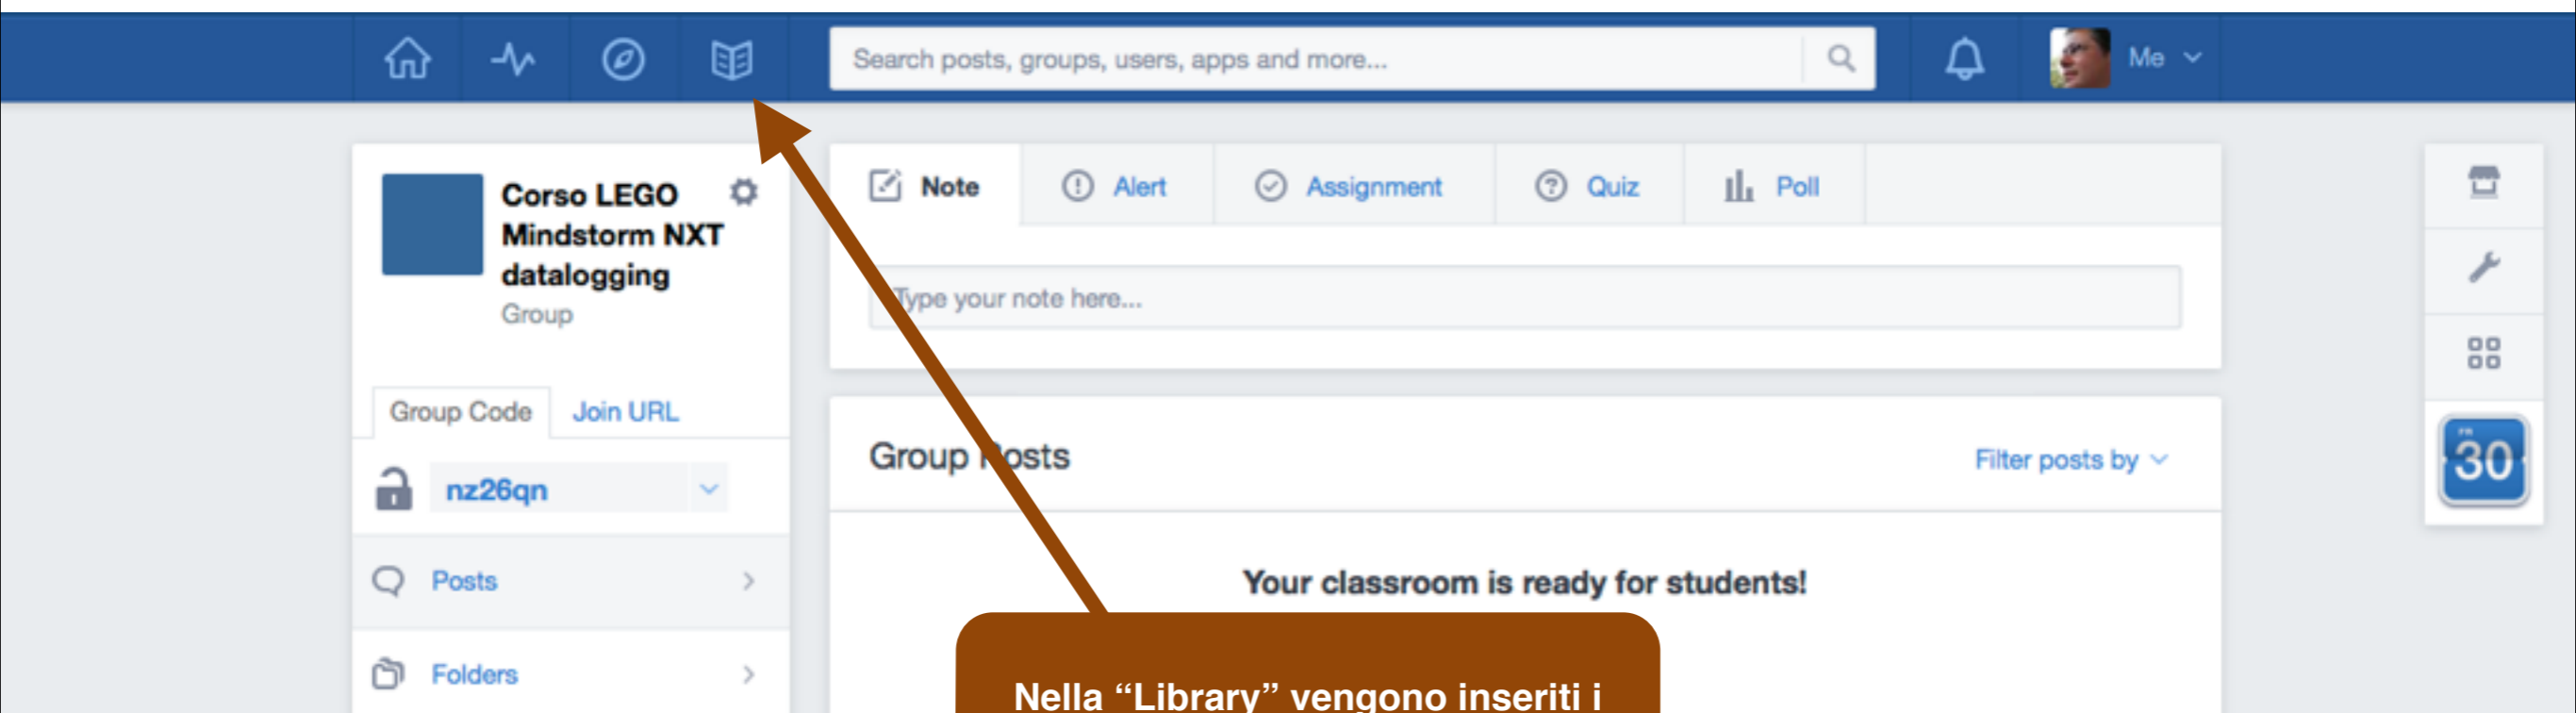 Search posts, groups, users, apps and more...
Me
Corso LEGO
Mindstorm NXT
datalogging
Group
Note
Alert
Assignment
Quiz
Poll
Type your note here...
Group Code
Join URL
nz26qn
Group Posts
Filter posts by
30
Posts
Your classroom is ready for students!
Folders
Nella “Library” vengono inseriti i